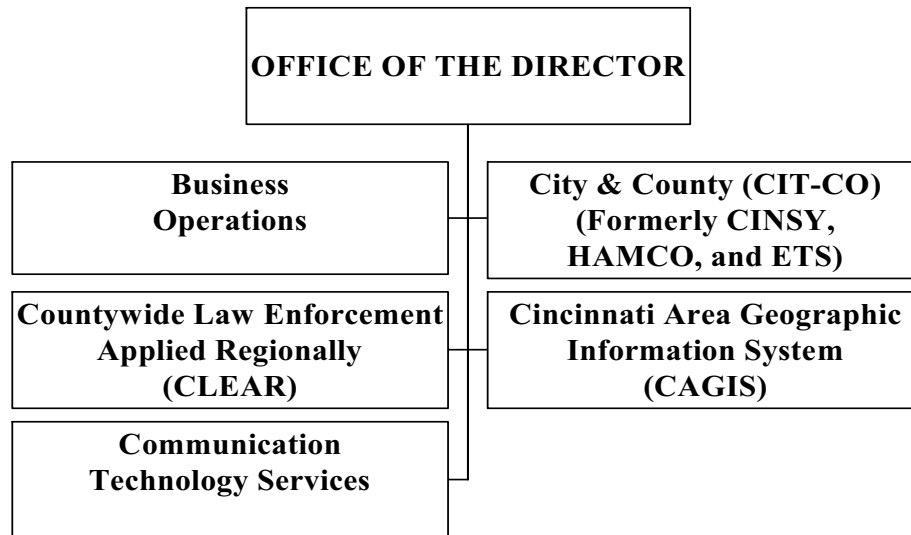 OFFICE OF THE DIRECTOR
Business
Operations
City & County (CIT-CO)
(Formerly CINSY,
HAMCO, and ETS)
Countywide Law Enforcement
Applied Regionally
(CLEAR)
Cincinnati Area Geographic
Information System
(CAGIS)
Communication
Technology Services